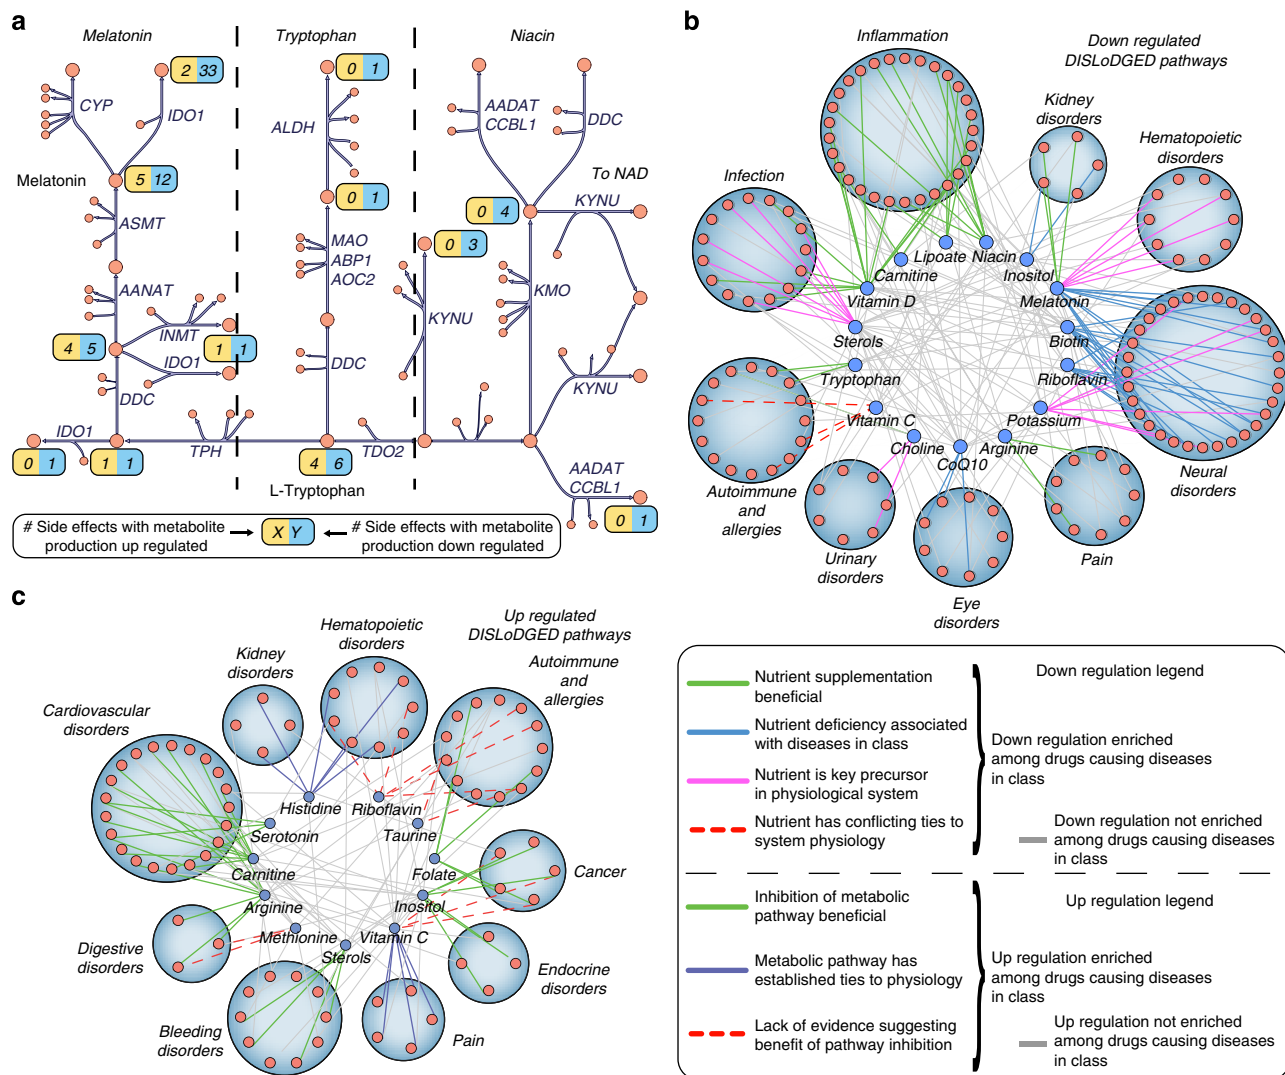 a
Melatonin
Tryptophan
Niacin
2 33
0 1
CYP
IDO1
ALDH
AADAT
CCBL1
DDC
Melatonin
5 12
0 1
To NAD
KYNU
0 4
ASMT
MAO
ABP1
AOC2
0 3
AANAT
KMO
INMT
KYNU
4 5
1 1
IDO1
DDC
DDC
KYNU
IDO1
TPH
TDO2
0 1
1 1
4 6
L-Tryptophan
AADAT
CCBL1
0 1
# Side effects with metabolite
production up regulated
X Y
# Side effects with metabolite
production down regulated
b
Inflammation
Down regulated
DISLoDGED pathways
Kidney
disorders
Hematopoietic
disorders
Infection
Lipoate
Niacin
Carnitine
Inositol
Vitamin D
Melatonin
Sterols
Biotin
Tryptophan
Riboflavin
Vitamin C
Potassium
Choline
CoQ10
Arginine
Neural
disorders
Autoimmune
and
allergies
Urinary
disorders
Eye
disorders
Pain
c
Hematopoietic
disorders
Up regulated
DISLoDGED pathways
Kidney
disorders
Autoimmune
and
allergies
Cardiovascular
disorders
Histidine
Riboflavin
Serotonin
Taurine
Carnitine
Folate
Cancer
Arginine
Inositol
Methionine
Vitamin C
Sterols
Digestive
disorders
Endocrine
disorders
Bleeding
disorders
Pain
Nutrient supplementation
beneficial
Down regulation legend
Nutrient deficiency associated
with diseases in class
Down regulation enriched
among drugs causing diseases
in class
Nutrient is key precursor
in physiological system
Nutrient has conflicting ties to
system physiology
Down regulation not enriched
among drugs causing diseases
in class
Inhibition of metabolic
pathway beneficial
Up regulation legend
Metabolic pathway has
established ties to physiology
Up regulation enriched
among drugs causing diseases
in class
Lack of evidence suggesting
benefit of pathway inhibition
Up regulation not enriched
among drugs causing diseases
in class